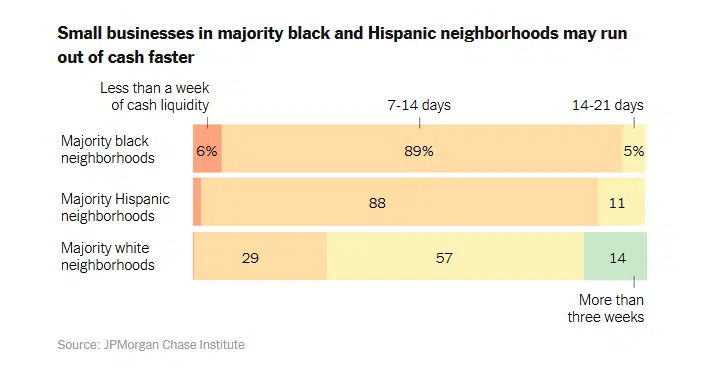 Small businesses in majority black and Hispanic neighborhoods may run
out of cash faster
Less than a week
of cash liquidity
7-14 days
14-21 days
Majority black
neighborhoods
6%
89%
5%
Majority Hispanic
neighborhoods
88
11
Majority white
neighborhoods
29
57
14
More than
three weeks
Source: JPMorgan Chase Institute